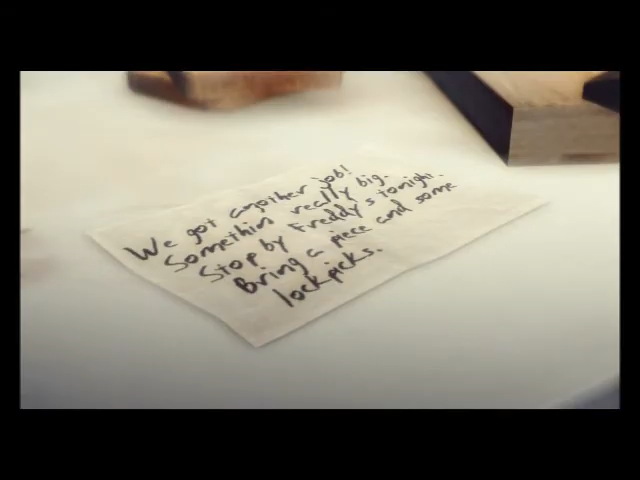 We got another job!
Somethin really big.
Stop by Freddy's tonight.
Bring a piece and some
lockpicks.